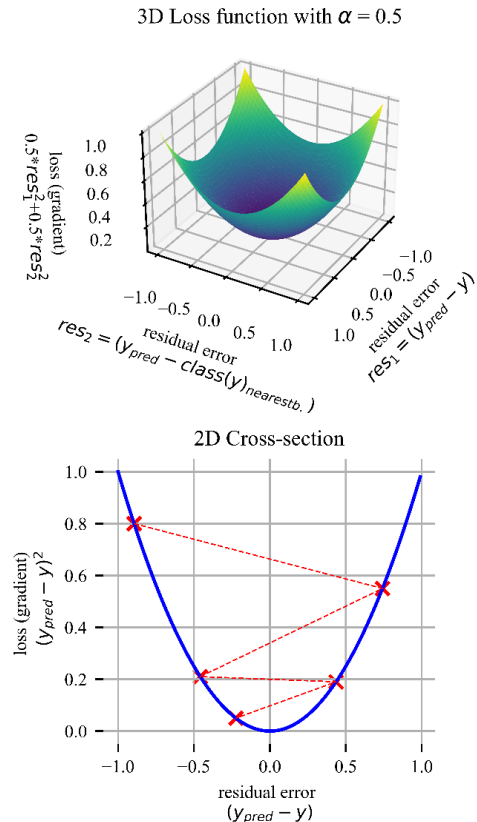 3D Loss function with α = 0.5
loss (gradient)
0.5*res₁²+0.5*res₂²
1.0
0.8
0.6
0.4
0.2
−1.0
−0.5
0.0
0.5
1.0
residual error
res₂ = (y_pred − class(y)_nearestb.)
−1.0
−0.5
0.0
0.5
1.0
residual error
res₁ = (y_pred − y)
2D Cross-section
loss (gradient)
(y_pred − y)²
1.0
0.8
0.6
0.4
0.2
0.0
−1.0 −0.5 0.0 0.5 1.0
residual error
(y_pred − y)